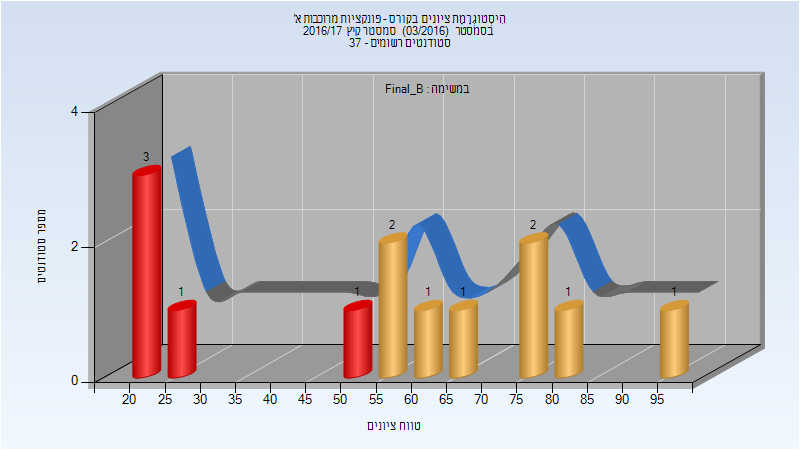 היסטוגרמת ציונים בקורס - פונקציות מרוכבות א'
בסמסטר (03/2016) סמסטר קיץ 2016/17
סטודנטים רשומים - 37
במשימה : Final_B
מספר סטודנטים
4
2
0
3
1
1
2
1
1
2
1
1
20 25 30 35 40 45 50 55 60 65 70 75 80 85 90 95
טווח ציונים